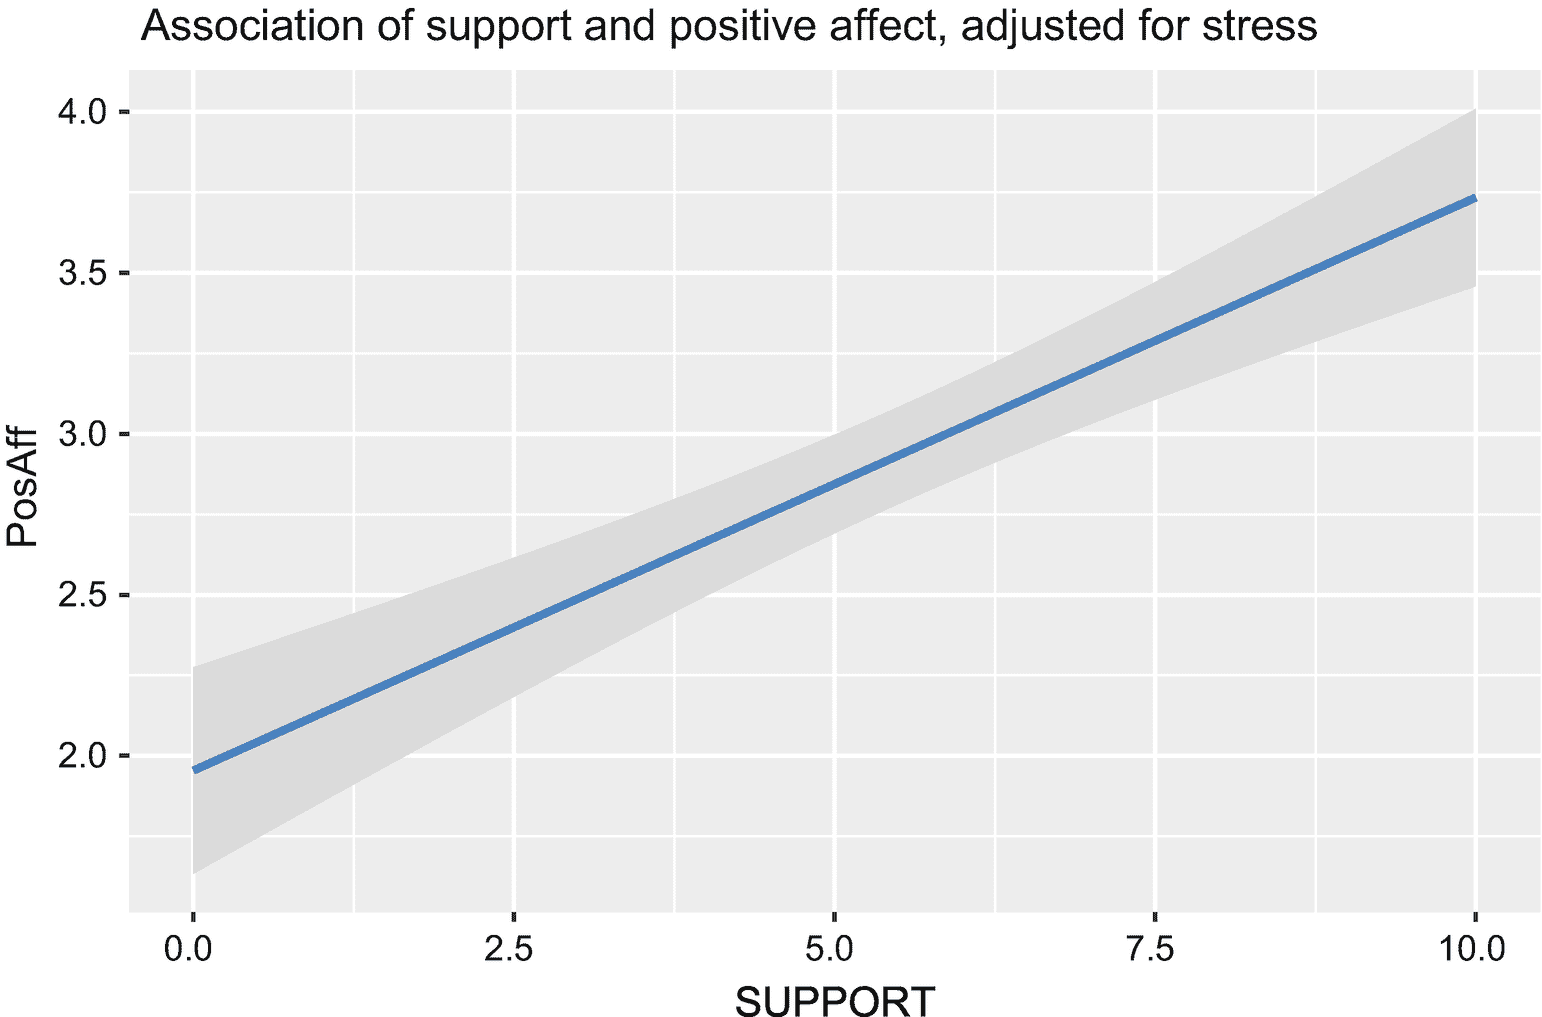 Association of support and positive affect, adjusted for stress
4.0
3.5
3.0
2.5
2.0
PosAff
0.0 2.5 5.0 7.5 10.0
SUPPORT